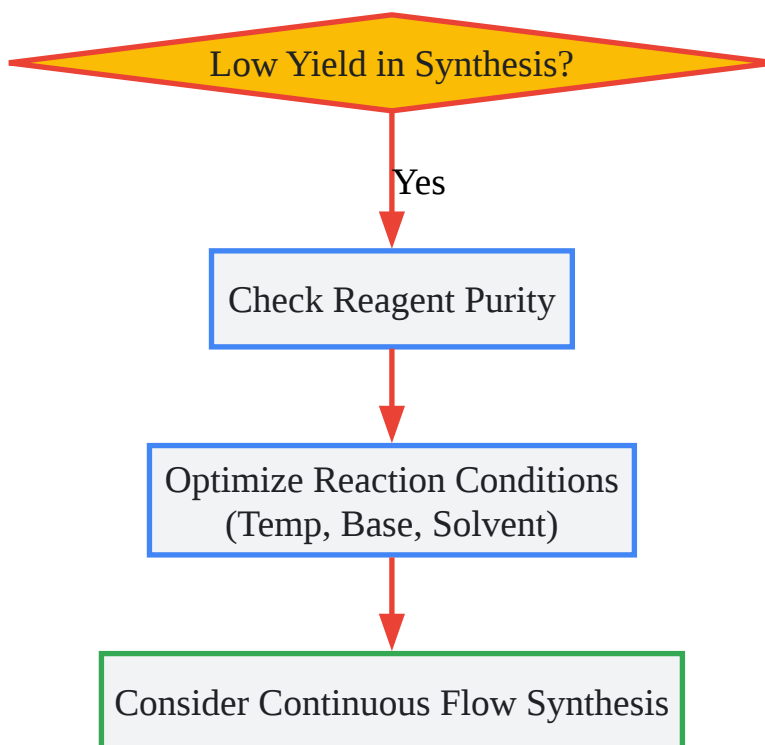 Low Yield in Synthesis?
Yes
Check Reagent Purity
Optimize Reaction Conditions
(Temp, Base, Solvent)
Consider Continuous Flow Synthesis